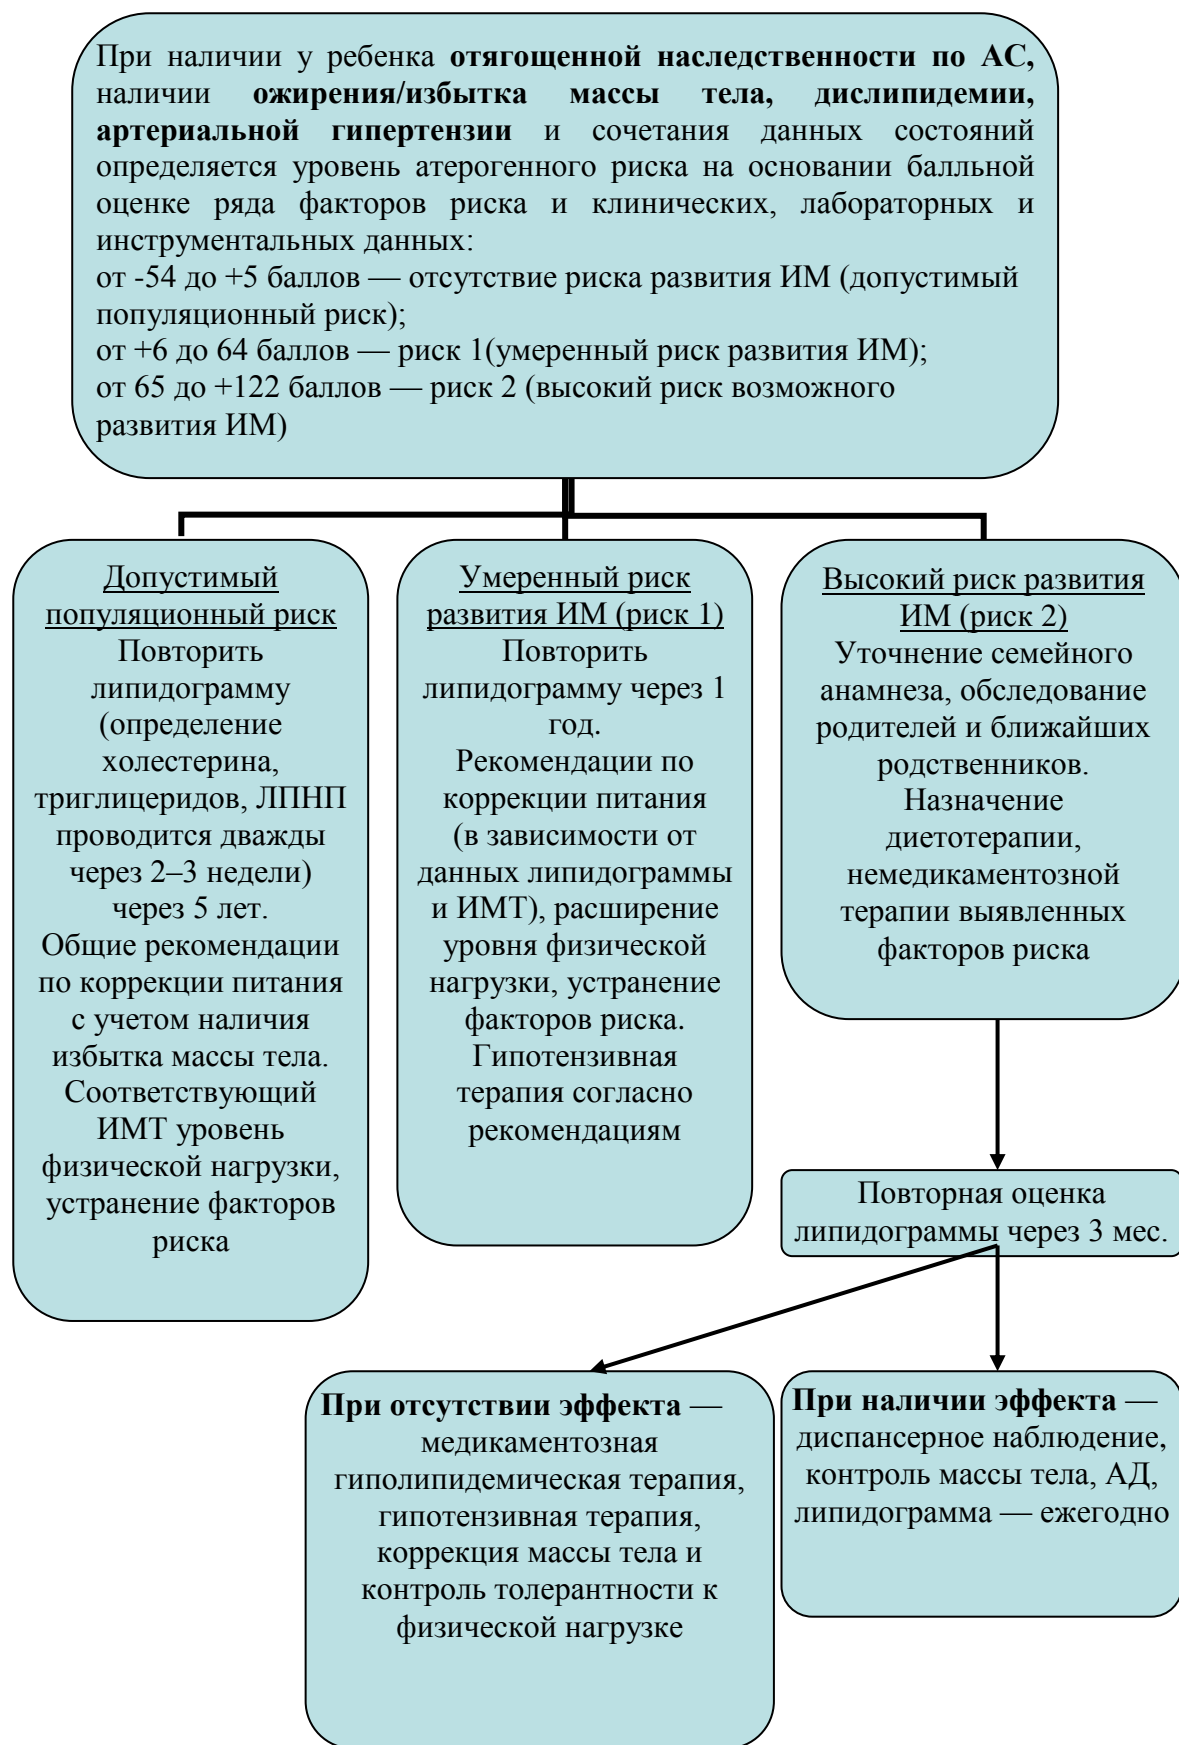 При наличии у ребенка отягощенной наследственности по АС,
наличии ожирения/избытка массы тела, дислипидемии,
артериальной гипертензии и сочетания данных состояний
определяется уровень атерогенного риска на основании балльной
оценке ряда факторов риска и клинических, лабораторных и
инструментальных данных:
от -54 до +5 баллов — отсутствие риска развития ИМ (допустимый
популяционный риск);
от +6 до 64 баллов — риск 1(умеренный риск развития ИМ);
от 65 до +122 баллов — риск 2 (высокий риск возможного
развития ИМ)
Допустимый
популяционный риск
Повторить
липидограмму
(определение
холестерина,
триглицеридов, ЛПНП
проводится дважды
через 2–3 недели)
через 5 лет.
Общие рекомендации
по коррекции питания
с учетом наличия
избытка массы тела.
Соответствующий
ИМТ уровень
физической нагрузки,
устранение факторов
риска
Умеренный риск
развития ИМ (риск 1)
Повторить
липидограмму через 1
год.
Рекомендации по
коррекции питания
(в зависимости от
данных липидограммы
и ИМТ), расширение
уровня физической
нагрузки, устранение
факторов риска.
Гипотензивная
терапия согласно
рекомендациям
Высокий риск развития
ИМ (риск 2)
Уточнение семейного
анамнеза, обследование
родителей и ближайших
родственников.
Назначение
диетотерапии,
немедикаментозной
терапии выявленных
факторов риска
Повторная оценка
липидограммы через 3 мес.
При отсутствии эффекта —
медикаментозная
гиполипидемическая терапия,
гипотензивная терапия,
коррекция массы тела и
контроль толерантности к
физической нагрузке
При наличии эффекта —
диспансерное наблюдение,
контроль массы тела, АД,
липидограмма — ежегодно